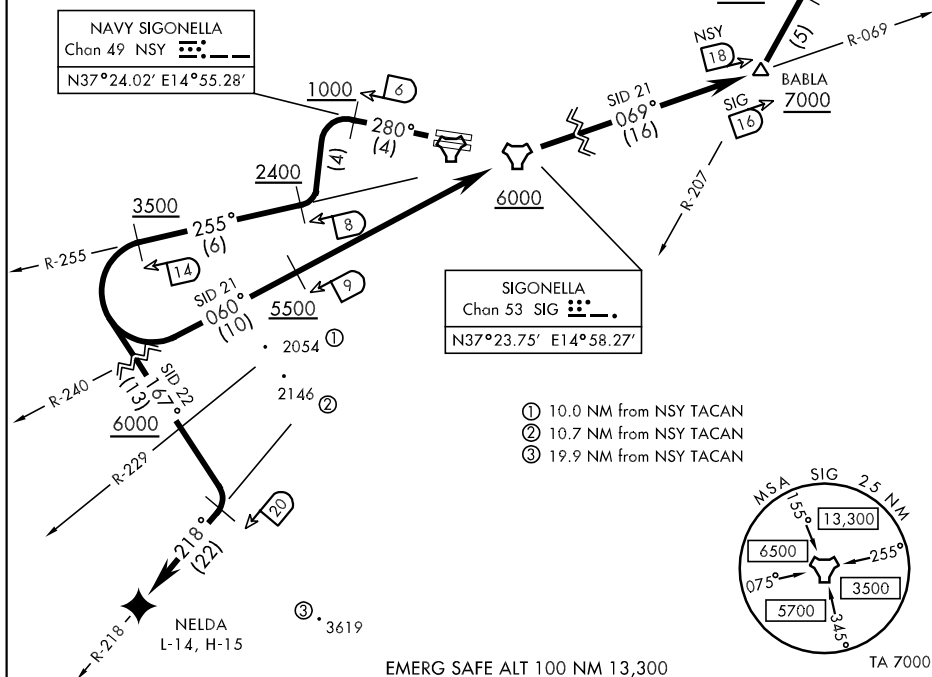 NAVY SIGONELLA
Chan 49 NSY
N37°24.02' E14°55.28'
1000
6
280°
(4)
(4)
2400
8
3500
255°
(6)
R-255
14
SID 21
060°
(10)
5500
9
NSY
18
(5)
R-069
BABLA
7000
SID 21
069°
(16)
SIG
16
R-207
6000
SIGONELLA
Chan 53 SIG
N37°23.75' E14°58.27'
R-240
SID 22
167°
(13)
6000
R-229
2054 ①
2146 ②
20
218°
(22)
NELDA
L-14, H-15
R-218
③ 3619
① 10.0 NM from NSY TACAN
② 10.7 NM from NSY TACAN
③ 19.9 NM from NSY TACAN
MSA SIG 25 NM
155°
13,300
6500
255°
075°
3500
5700
345°
EMERG SAFE ALT 100 NM 13,300
TA 7000